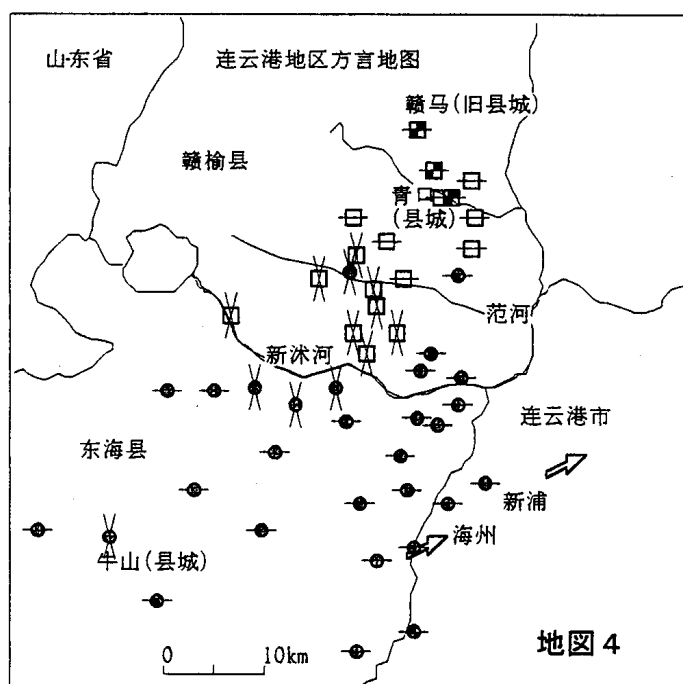 山东省
连云港地区方言地图
赣马(旧县城)
赣榆县
青口
(县城)
范河
新沭河
连云港市
东海县
新浦
海州
牛山(县城)
0 10km
地図4